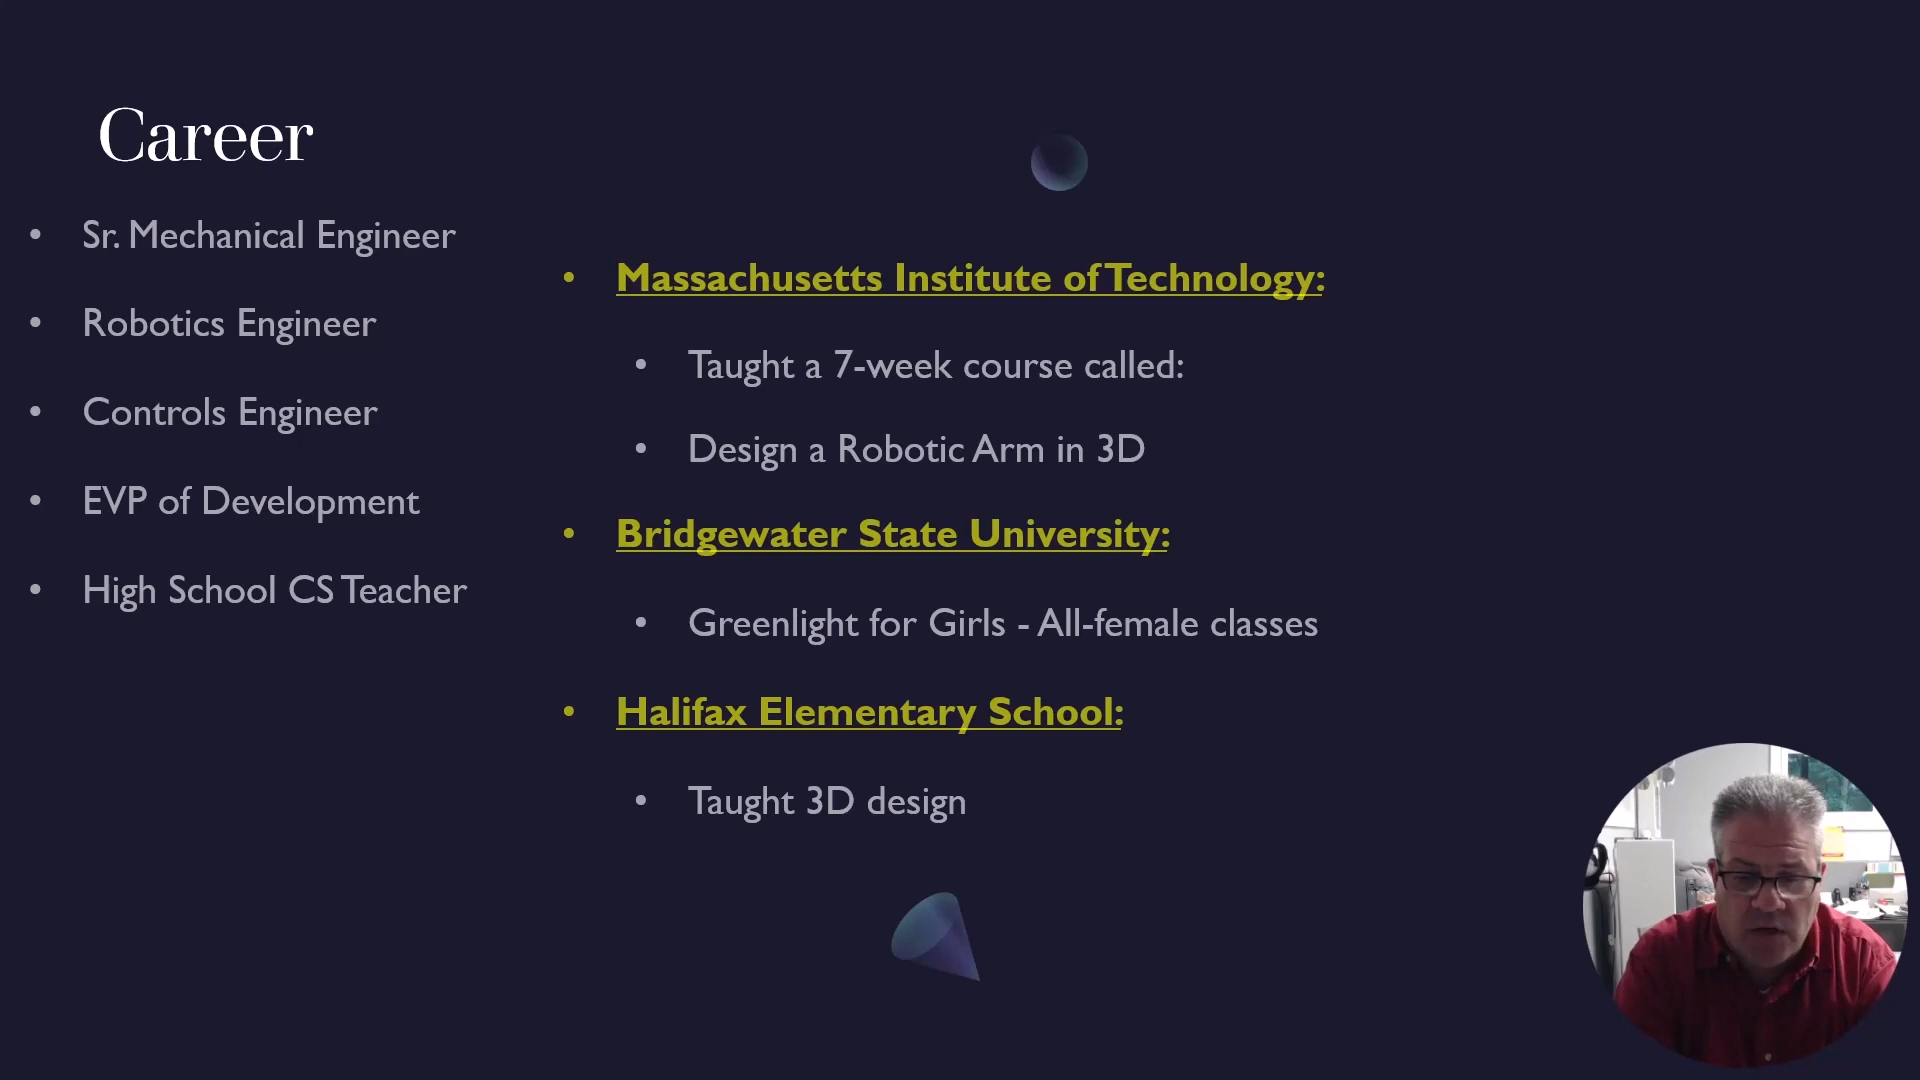 Career
• Sr. Mechanical Engineer
• Robotics Engineer
• Controls Engineer
• EVP of Development
• High School CS Teacher
• Massachusetts Institute of Technology:
• Taught a 7-week course called:
• Design a Robotic Arm in 3D
• Bridgewater State University:
• Greenlight for Girls - All-female classes
• Halifax Elementary School:
• Taught 3D design